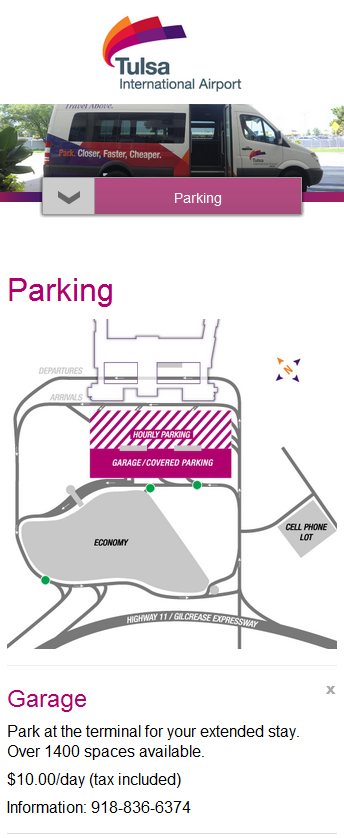 Tulsa
International Airport
Travel Above.
Park. Closer, Faster, Cheaper.
Tulsa
Parking
Parking
N
DEPARTURES
ARRIVALS
HOURLY PARKING
GARAGE/COVERED PARKING
ECONOMY
CELL PHONE
LOT
HIGHWAY 11 / GILCREASE EXPRESSWAY
x
Garage
Park at the terminal for your extended stay.
Over 1400 spaces available.
$10.00/day (tax included)
Information: 918-836-6374